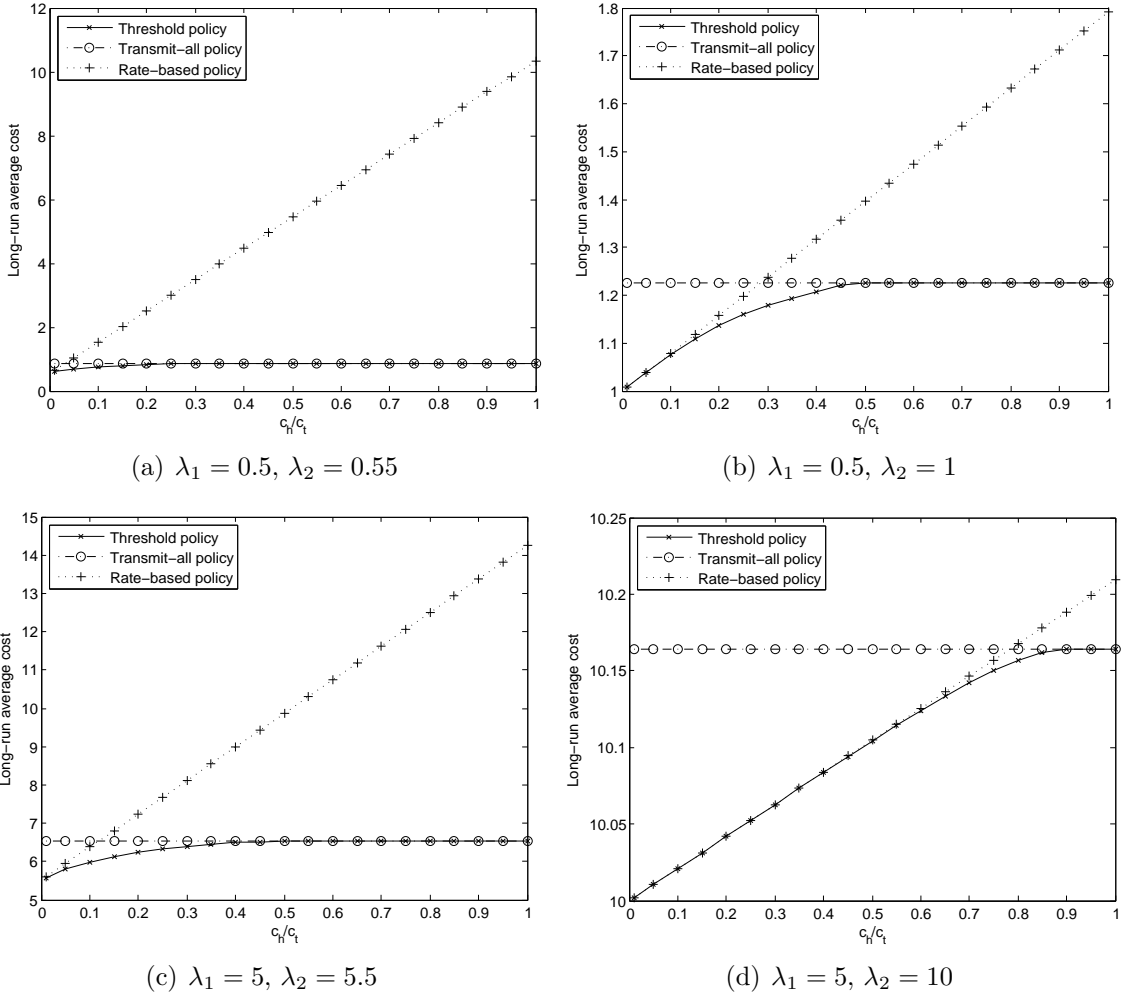 12
10
8
6
4
2
0
Long-run average cost
Threshold policy
Transmit-all policy
Rate-based policy
0 0.1 0.2 0.3 0.4 0.5 0.6 0.7 0.8 0.9 1
c_h/c_t
(a) λ₁ = 0.5, λ₂ = 0.55
1.8
1.7
1.6
1.5
1.4
1.3
1.2
1.1
1
Long-run average cost
Threshold policy
Transmit-all policy
Rate-based policy
0 0.1 0.2 0.3 0.4 0.5 0.6 0.7 0.8 0.9 1
c_h/c_t
(b) λ₁ = 0.5, λ₂ = 1
15
14
13
12
11
10
9
8
7
6
5
Long-run average cost
Threshold policy
Transmit-all policy
Rate-based policy
0 0.1 0.2 0.3 0.4 0.5 0.6 0.7 0.8 0.9 1
c_h/c_t
(c) λ₁ = 5, λ₂ = 5.5
10.25
10.2
10.15
10.1
10.05
10
Long-run average cost
Threshold policy
Transmit-all policy
Rate-based policy
0 0.1 0.2 0.3 0.4 0.5 0.6 0.7 0.8 0.9 1
c_h/c_t
(d) λ₁ = 5, λ₂ = 10